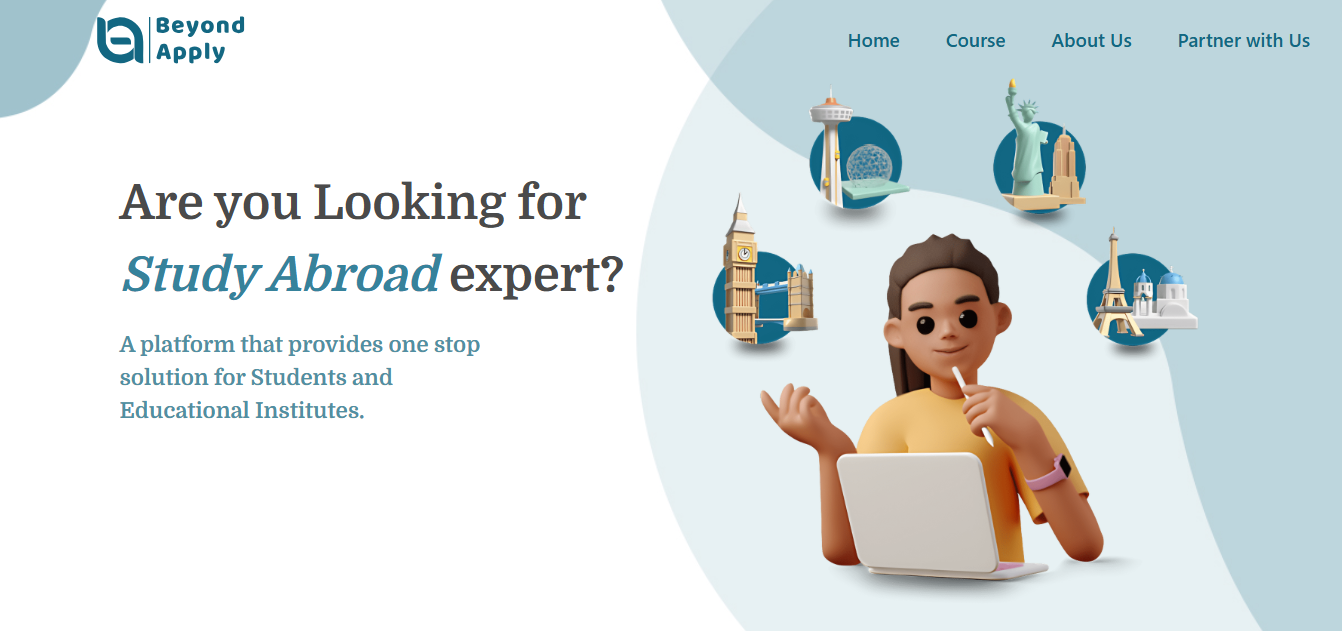 Beyond
Apply
Home Course About Us Partner with Us
Are you Looking for
Study Abroad expert?
A platform that provides one stop
solution for Students and
Educational Institutes.